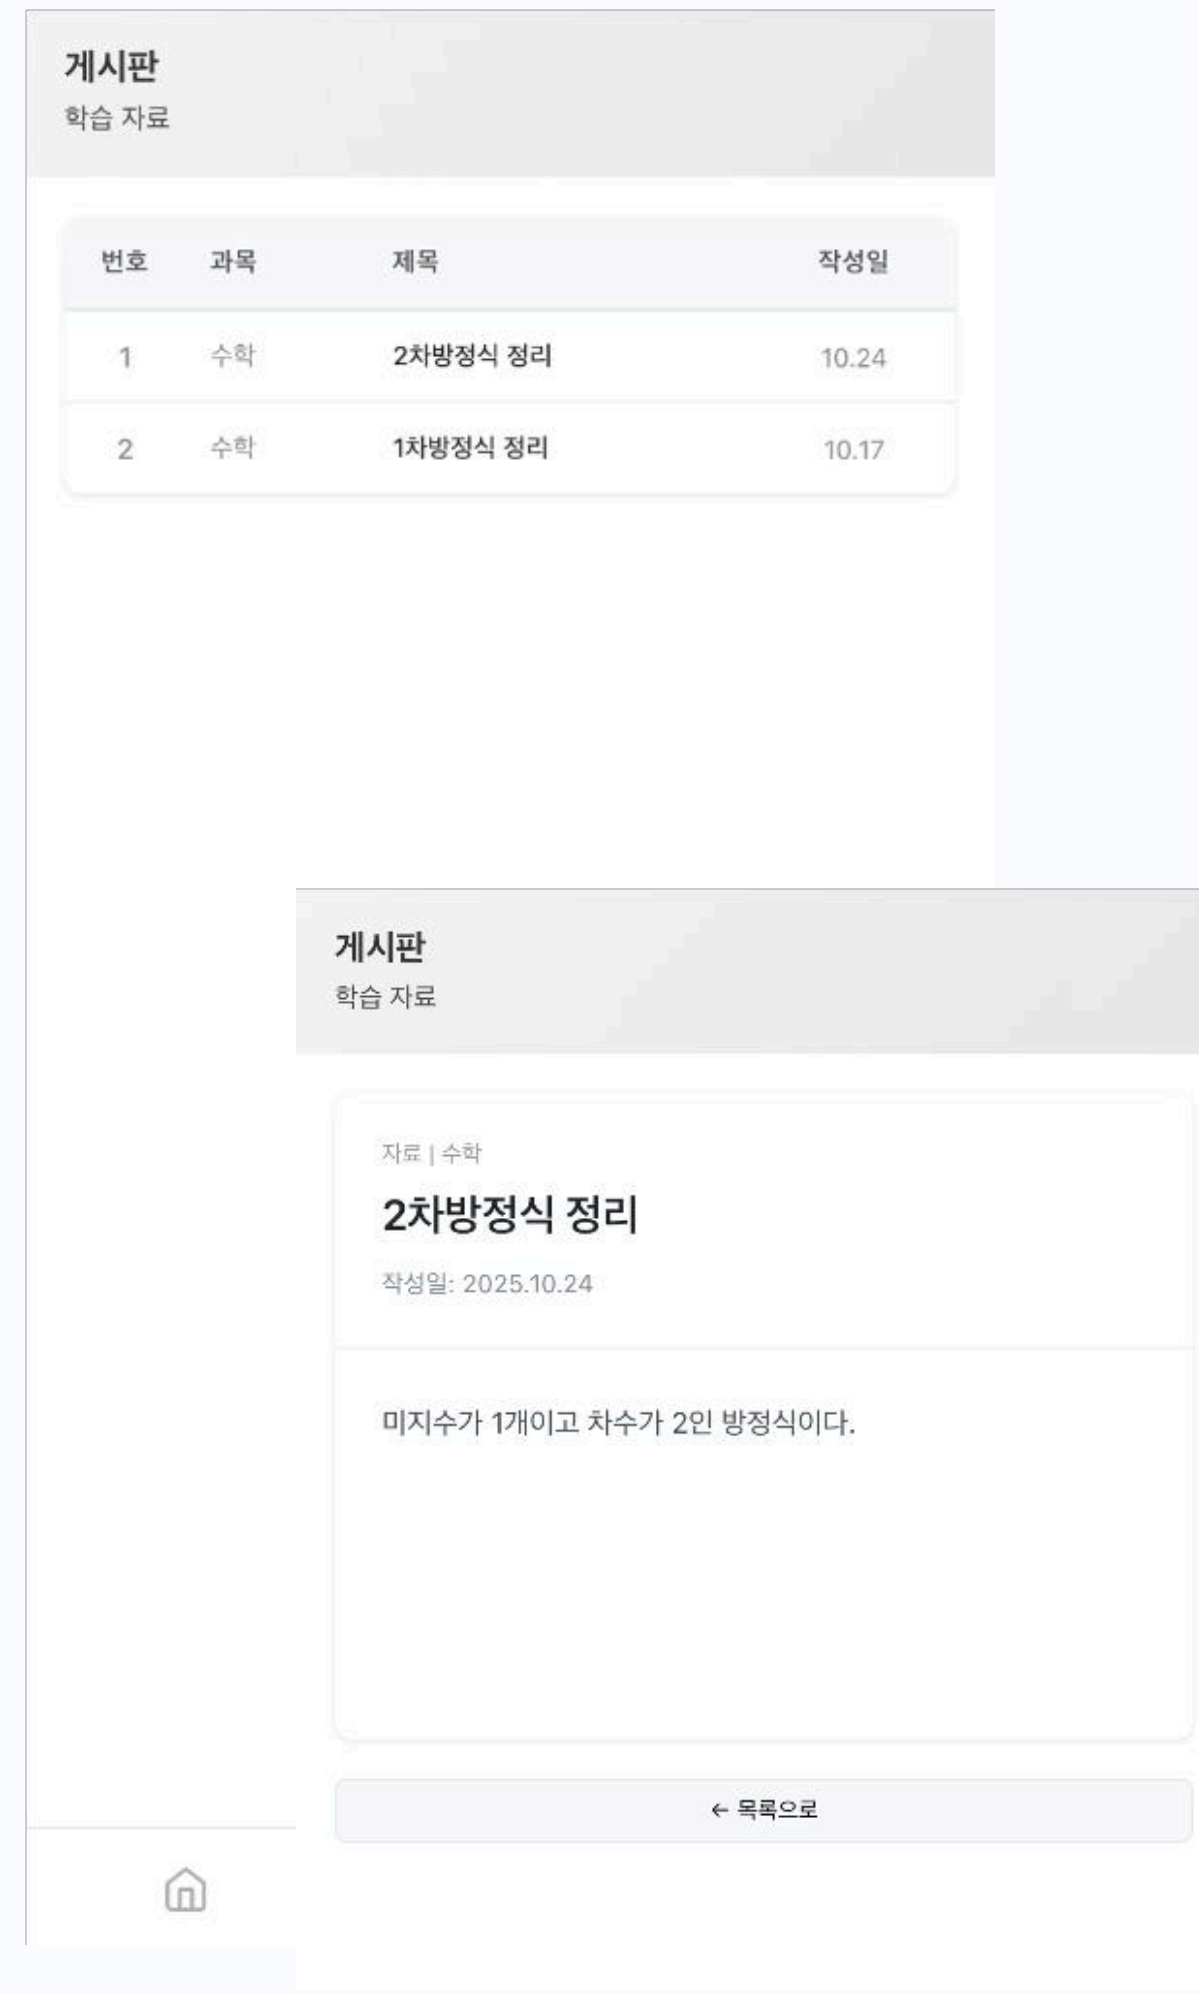 게시판
학습 자료
번호 과목 제목 작성일
1 수학 2차방정식 정리 10.24
2 수학 1차방정식 정리 10.17
게시판
학습 자료
자료 | 수학
2차방정식 정리
작성일: 2025.10.24
미지수가 1개이고 차수가 2인 방정식이다.
← 목록으로